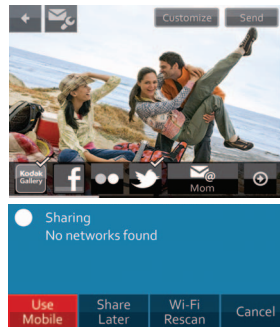 Customize
Send
Kodak
Gallery
f
@
Mom
Sharing
No networks found
Use
Mobile
Share
Later
Wi-Fi
Rescan
Cancel